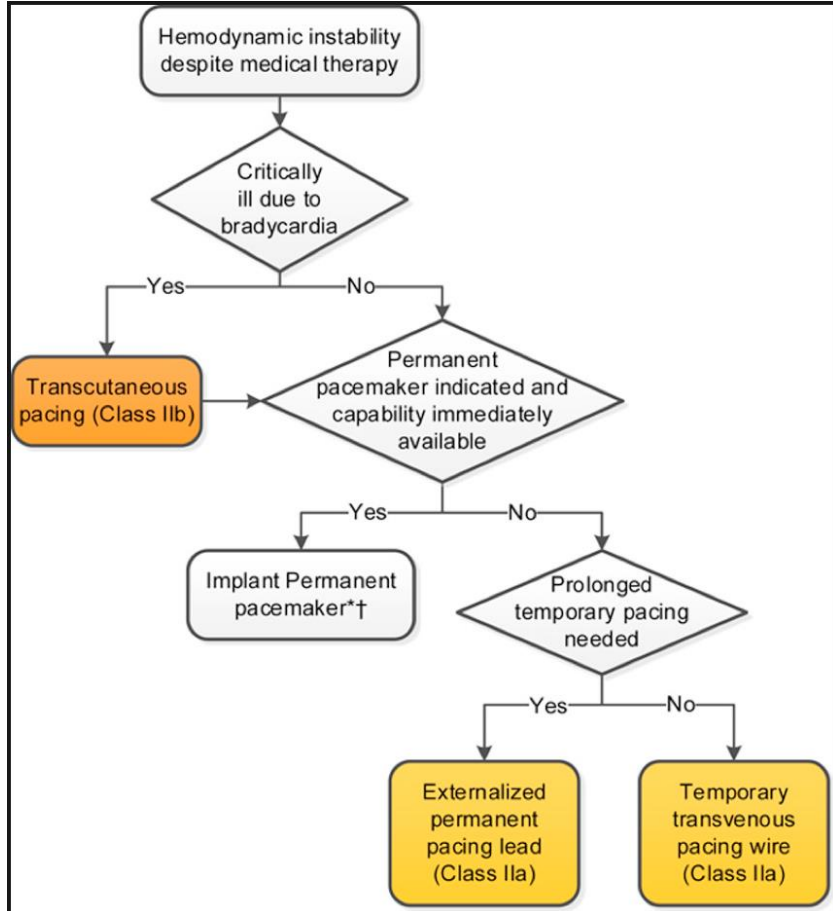 Hemodynamic instability
despite medical therapy
Critically
ill due to
bradycardia
Yes
No
Transcutaneous
pacing (Class IIb)
Permanent
pacemaker indicated and
capability immediately
available
Yes
No
Implant Permanent
pacemaker*†
Prolonged
temporary pacing
needed
Yes
No
Externalized
permanent
pacing lead
(Class IIa)
Temporary
transvenous
pacing wire
(Class IIa)